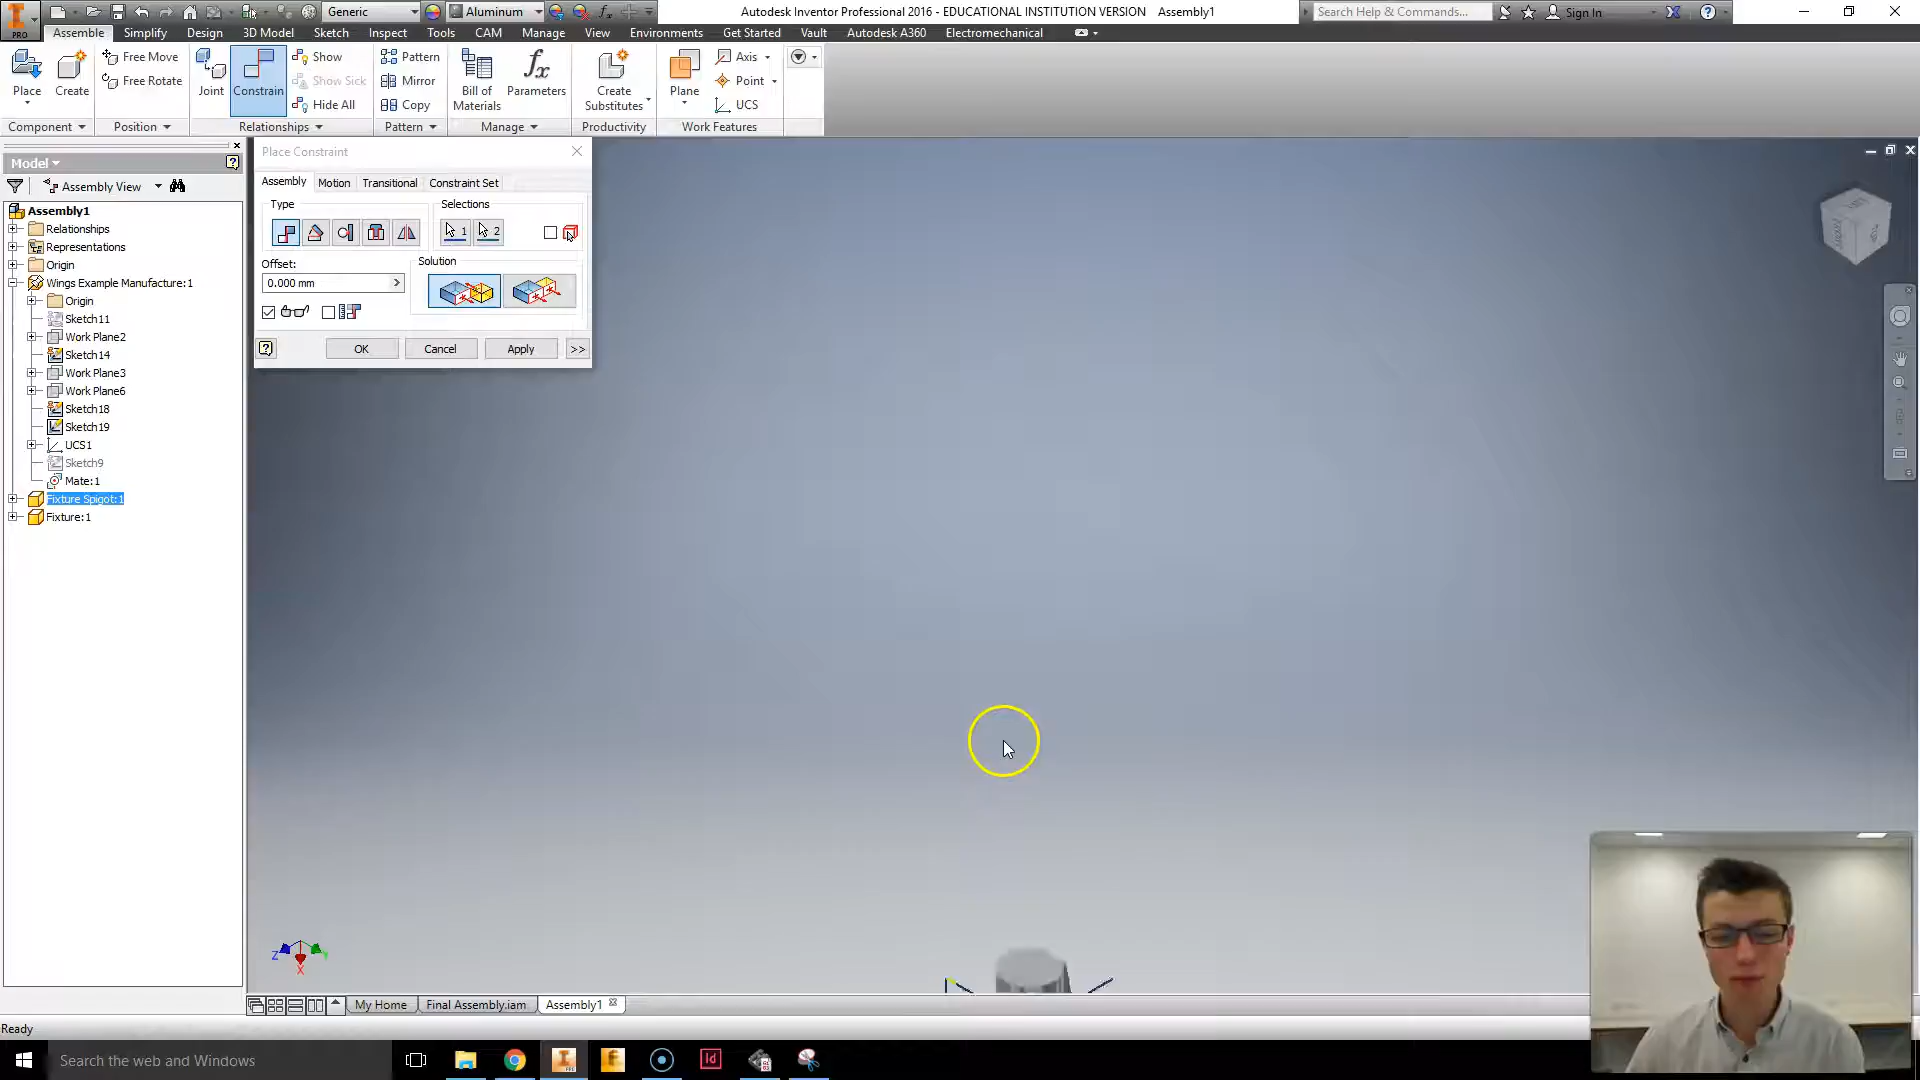 Generic
Aluminum
Autodesk Inventor Professional 2016 - EDUCATIONAL INSTITUTION VERSION Assembly1
Search Help & Commands...
Sign In
PRO
Assemble Simplify Design 3D Model Sketch Inspect Tools CAM Manage View Environments Get Started Vault Autodesk A360 Electromechanical
Place
Create
Free Move
Free Rotate
Joint
Constrain
Show
Show Sick
Hide All
Pattern
Mirror
Copy
Bill of
Materials
fx
Parameters
Create
Substitutes
Plane
Axis
Point
UCS
Component Position Relationships Pattern Manage Productivity Work Features
Model
Assembly View
Assembly1
Relationships
Representations
Origin
Wings Example Manufacture:1
Origin
Sketch11
Work Plane2
Sketch14
Work Plane3
Work Plane6
Sketch18
Sketch19
UCS1
Sketch9
Mate:1
Fixture Spigot:1
Fixture:1
Place Constraint
Assembly Motion Transitional Constraint Set
Type
Selections
1 2
Offset:
0.000 mm
Solution
OK Cancel Apply >>
Z Y
X
My Home Final Assembly.iam Assembly1
Ready
Search the web and Windows
Id